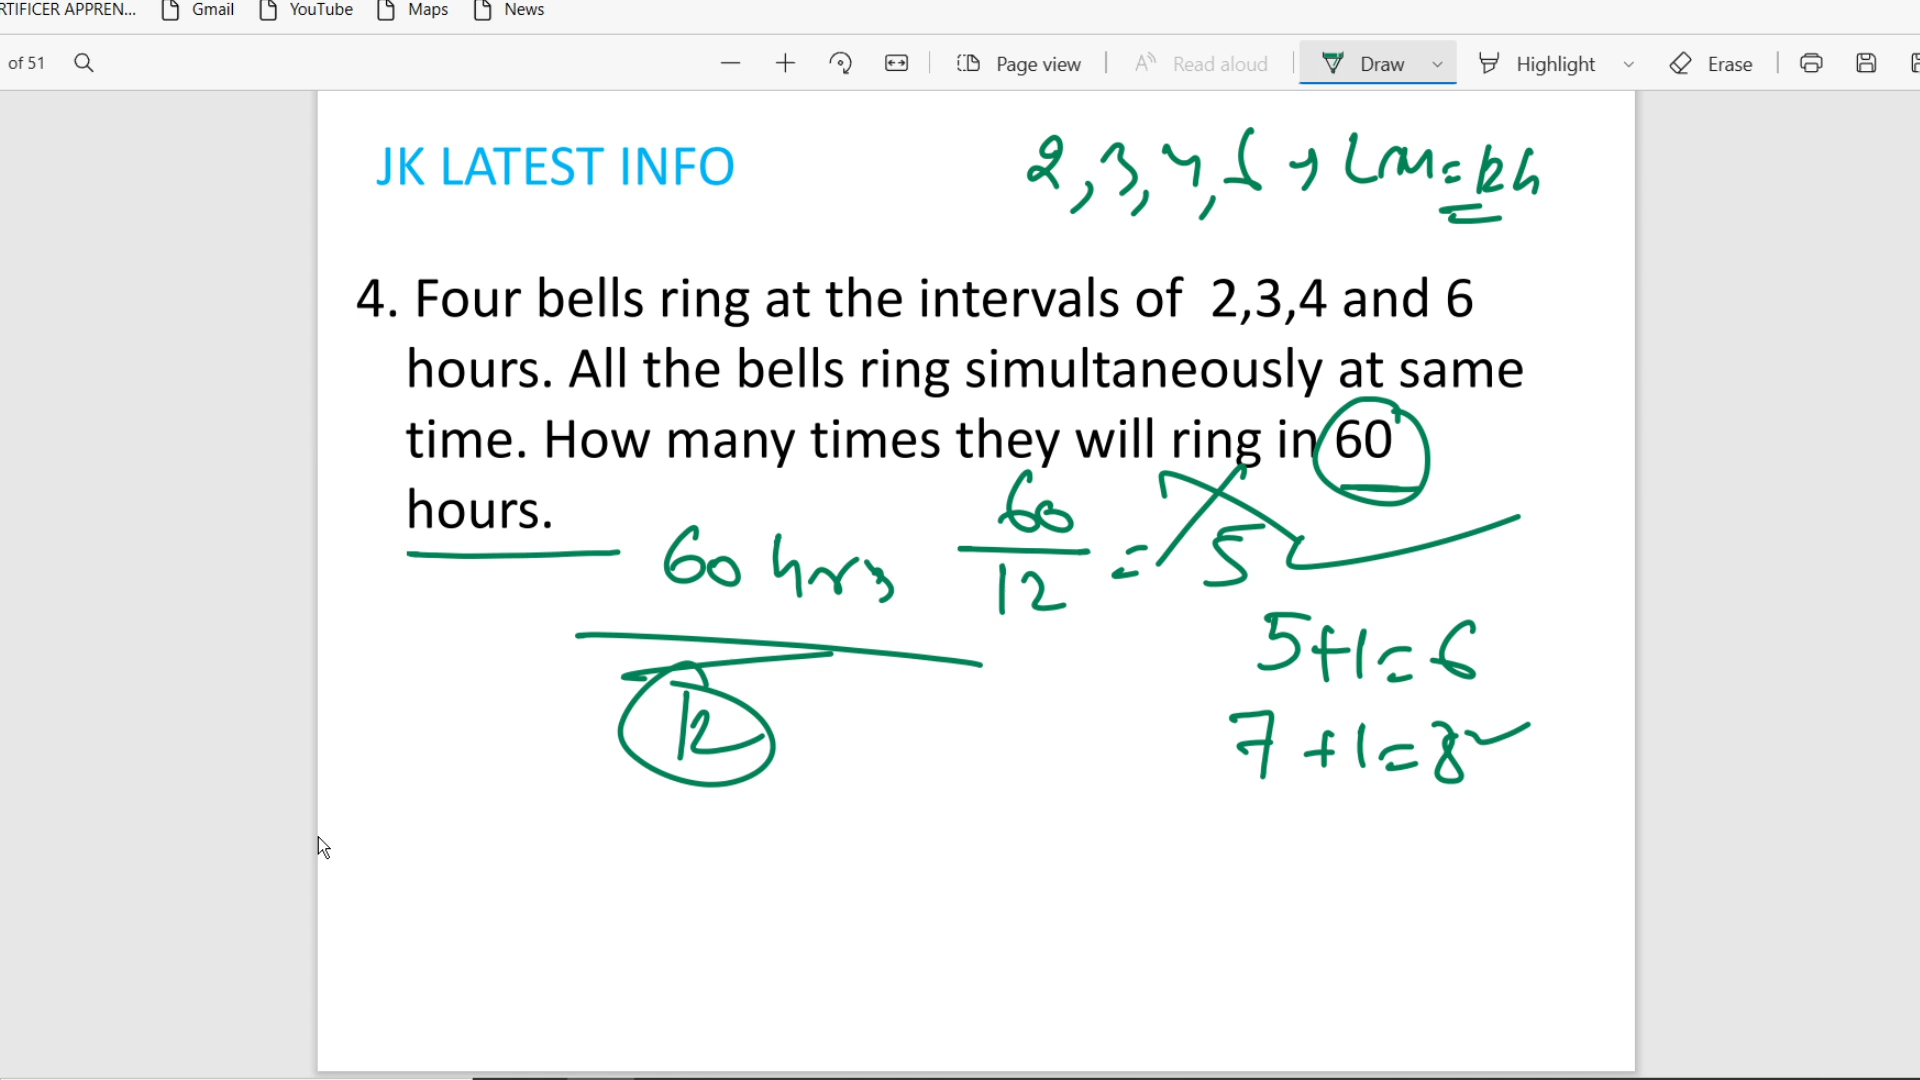 RTIFICER APPREN... Gmail YouTube Maps News
of 51 Page view Read aloud Draw Highlight Erase
JK LATEST INFO
2, 3, 4, 6 → LCM = 12 h
4. Four bells ring at the intervals of 2,3,4 and 6
hours. All the bells ring simultaneously at same
time. How many times they will ring in 60
hours.
60 hrs
12
60
12
= 5
5+1=6
7+1=8